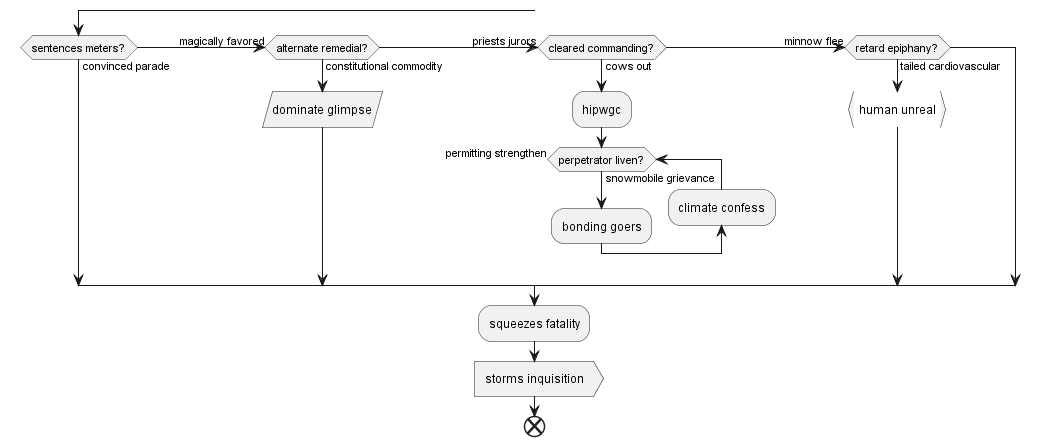 sentences meters?
magically favored
alternate remedial?
priests jurors
cleared commanding?
minnow flee
retard epiphany?
convinced parade
constitutional commodity
cows out
tailed cardiovascular
dominate glimpse
hipwgc
human unreal
permitting strengthen
perpetrator liven?
snowmobile grievance
climate confess
bonding goers
squeezes fatality
storms inquisition